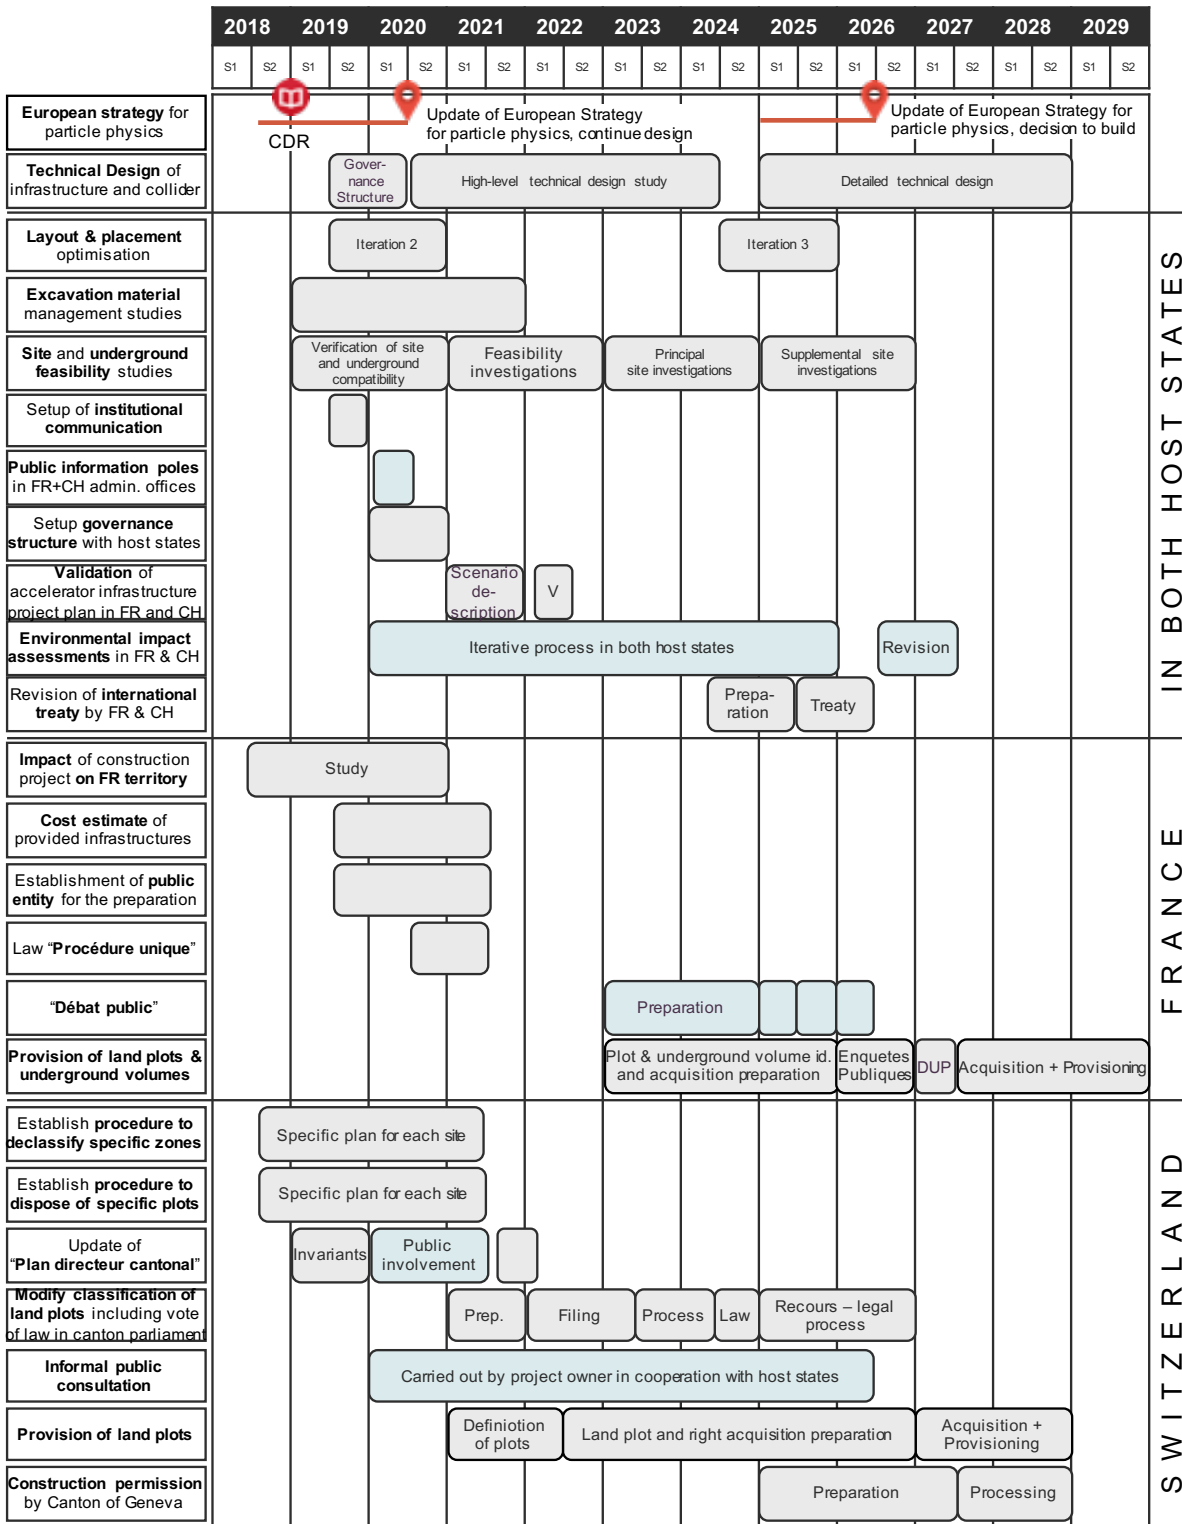 2018 2019 2020 2021 2022 2023 2024 2025 2026 2027 2028 2029
S1 S2 S1 S2 S1 S2 S1 S2 S1 S2 S1 S2 S1 S2 S1 S2 S1 S2 S1 S2 S1 S2 S1 S2
European strategy for
particle physics
CDR
Update of European Strategy
for particle physics, continue design
Update of European Strategy for
particle physics, decision to build
Technical Design of
infrastructure and collider
Gover-
nance
Structure
High-level technical design study
Detailed technical design
IN BOTH HOST STATES
Layout & placement
optimisation
Iteration 2
Iteration 3
Excavation material
management studies
Site and underground
feasibility studies
Verification of site
and underground
compatibility
Feasibility
investigations
Principal
site investigations
Supplemental site
investigations
Setup of institutional
communication
Public information poles
in FR+CH admin. offices
Setup governance
structure with host states
Validation of
accelerator infrastructure
project plan in FR and CH
Scenario
de-
scription
V
Environmental impact
assessments in FR & CH
Iterative process in both host states
Revision
Revision of international
treaty by FR & CH
Prepa-
ration
Treaty
FRANCE
Impact of construction
project on FR territory
Study
Cost estimate of
provided infrastructures
Establishment of public
entity for the preparation
Law “Procédure unique”
“Débat public”
Preparation
Provision of land plots &
underground volumes
Plot & underground volume id.
and acquisition preparation
Enquetes
Publiques
DUP
Acquisition + Provisioning
SWITZERLAND
Establish procedure to
declassify specific zones
Specific plan for each site
Establish procedure to
dispose of specific plots
Specific plan for each site
Update of
“Plan directeur cantonal”
Invariants
Public
involvement
Modify classification of
land plots including vote
of law in canton parliament
Prep.
Filing
Process
Law
Recours – legal
process
Informal public
consultation
Carried out by project owner in cooperation with host states
Provision of land plots
Definiotion
of plots
Land plot and right acquisition preparation
Acquisition +
Provisioning
Construction permission
by Canton of Geneva
Preparation
Processing